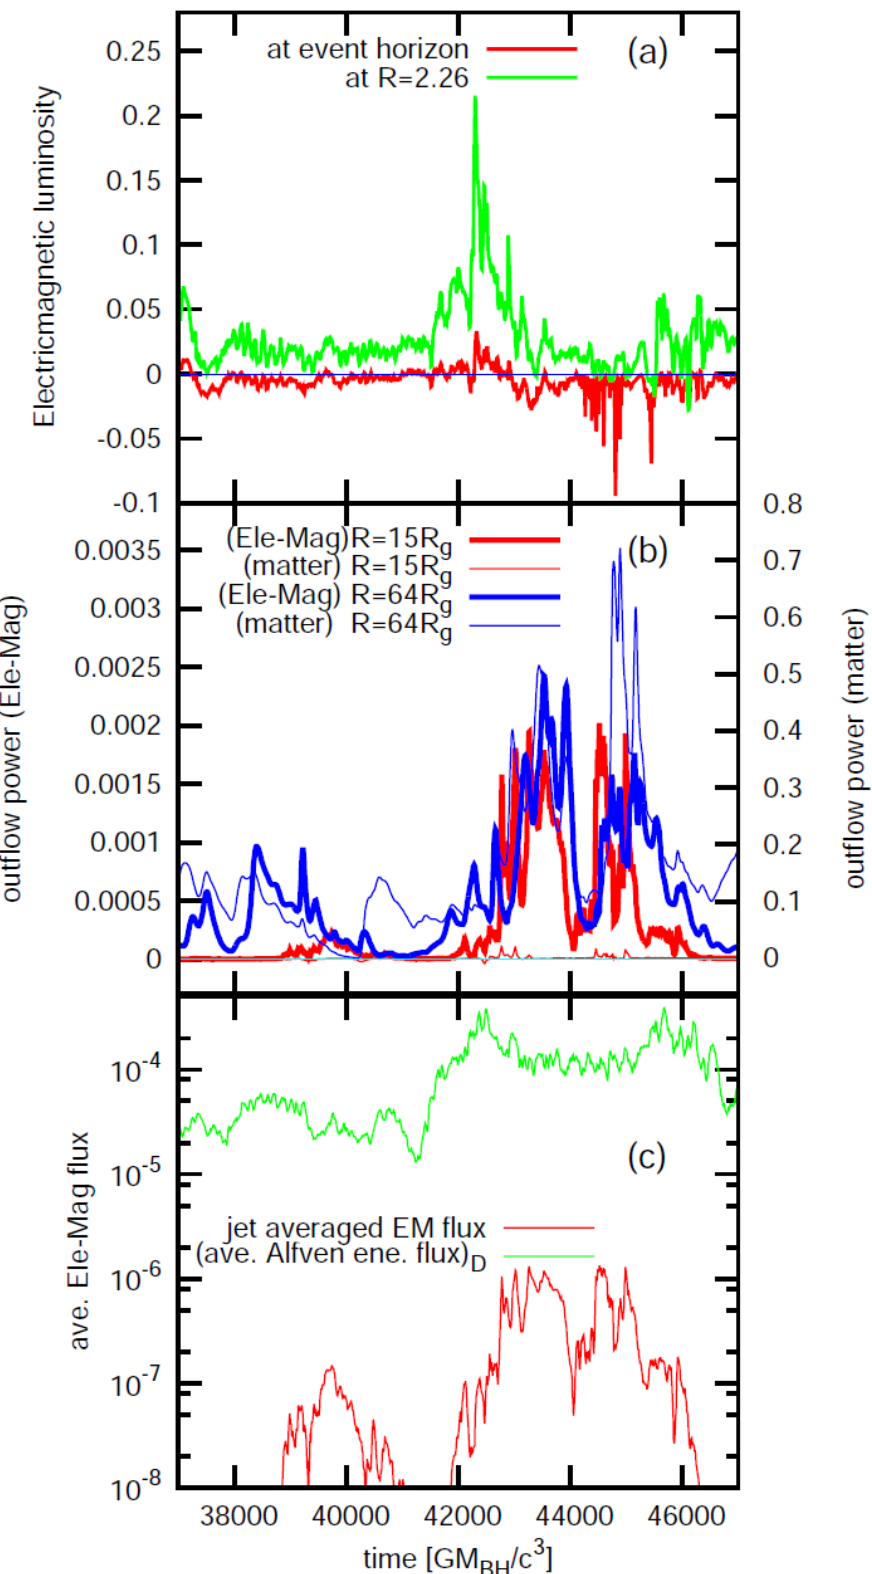 0.25
0.2
0.15
0.1
0.05
0
-0.05
-0.1
Electricmagnetic luminosity
at event horizon
at R=2.26
(a)
0.0035
0.003
0.0025
0.002
0.0015
0.001
0.0005
0
outflow power (Ele-Mag)
(Ele-Mag)R=15Rg
(matter) R=15Rg
(Ele-Mag) R=64Rg
(matter) R=64Rg
(b)
0.8
0.7
0.6
0.5
0.4
0.3
0.2
0.1
0
outflow power (matter)
10-4
10-5
10-6
10-7
10-8
ave. Ele-Mag flux
(c)
jet averaged EM flux
(ave. Alfven ene. flux)D
38000 40000 42000 44000 46000
time [GMBH/c3]